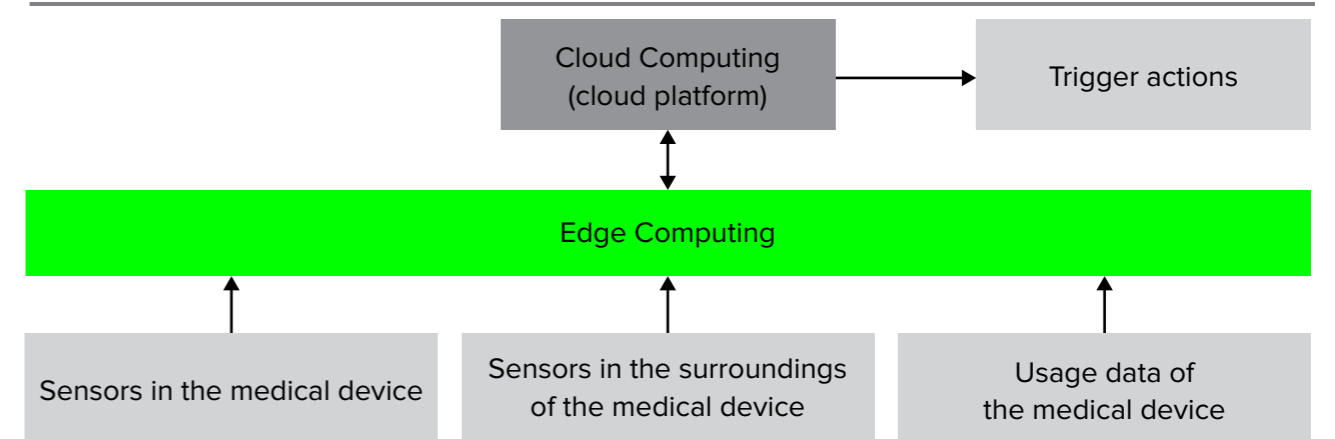 Cloud Computing
(cloud platform)
Trigger actions
Edge Computing
Sensors in the medical device
Sensors in the surroundings
of the medical device
Usage data of
the medical device